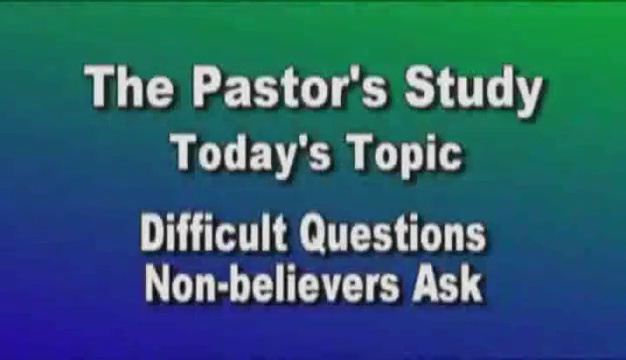 The Pastor's Study
Today's Topic
Difficult Questions
Non-believers Ask